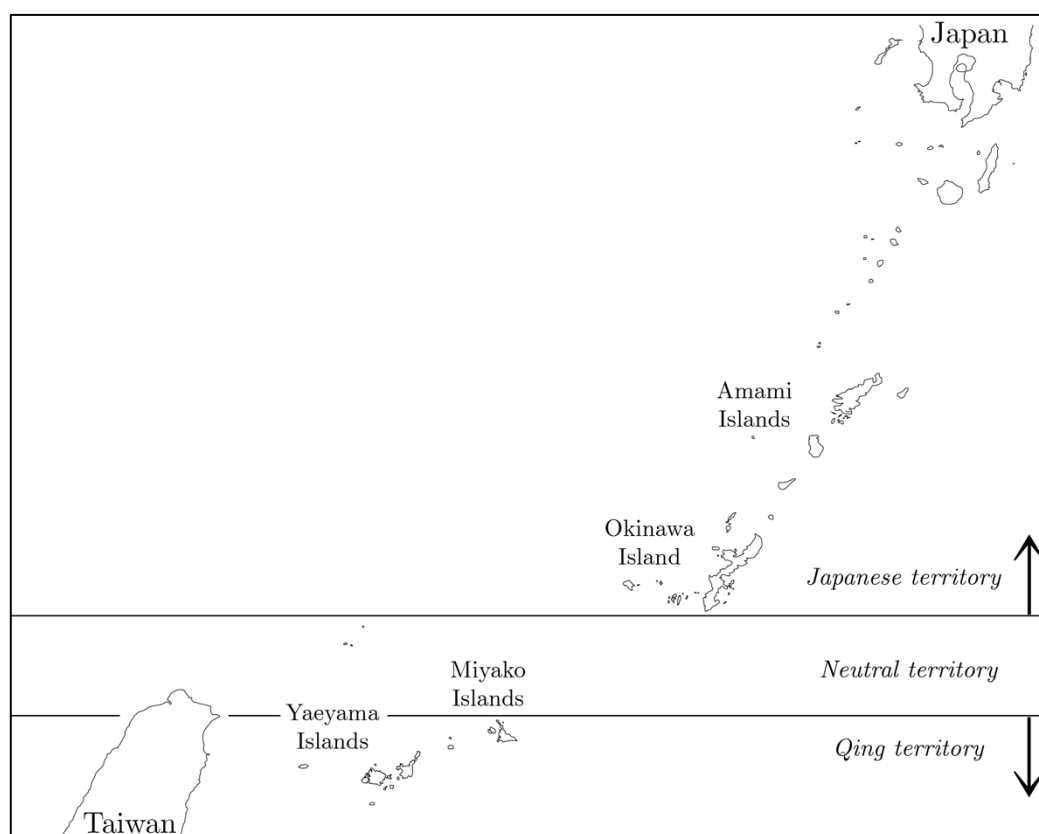 Japan
Amami
Islands
Okinawa
Island
Japanese territory
Miyako
Islands
Neutral territory
Yaeyama
Islands
Qing territory
Taiwan